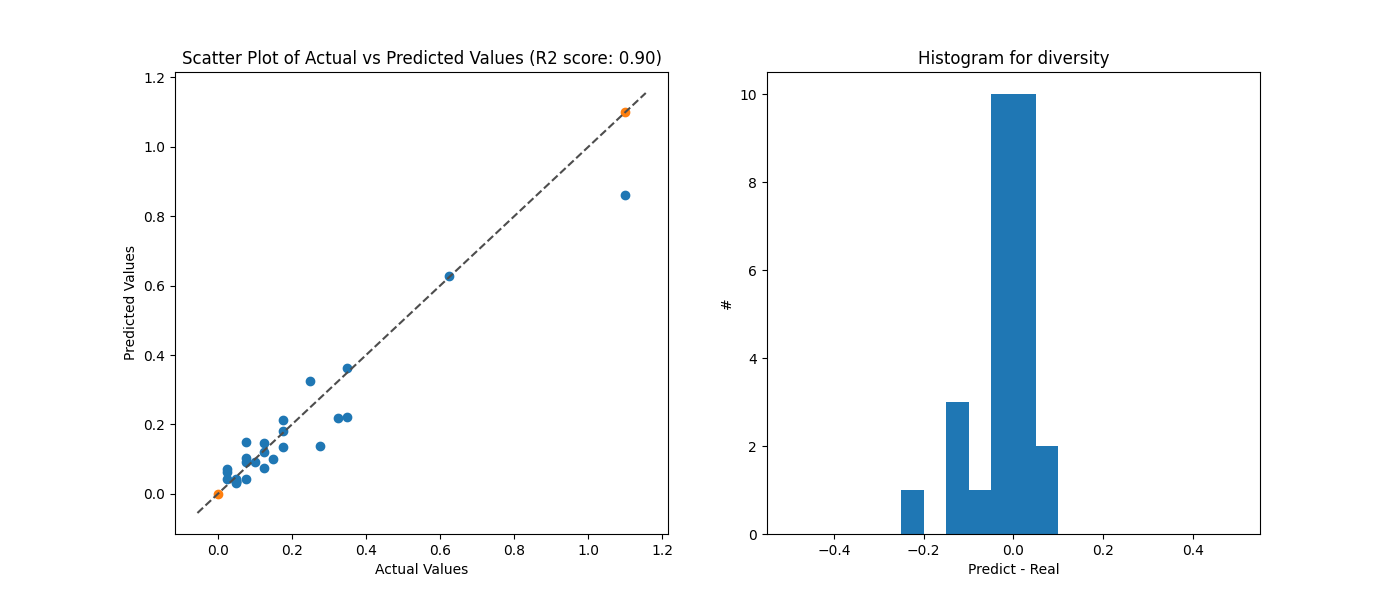 Scatter Plot of Actual vs Predicted Values (R2 score: 0.90)
1.2
1.0
0.8
0.6
0.4
0.2
0.0
Predicted Values
0.0 0.2 0.4 0.6 0.8 1.0 1.2
Actual Values
Histogram for diversity
10
8
6
4
2
0
#
−0.4 −0.2 0.0 0.2 0.4
Predict - Real